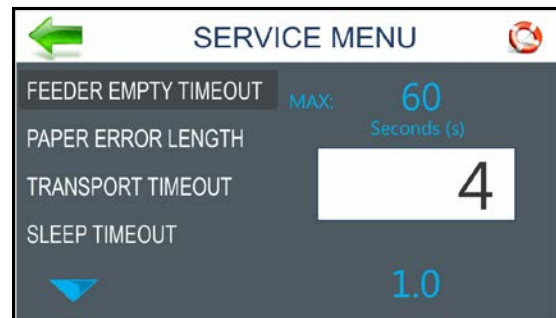 SERVICE MENU
FEEDER EMPTY TIMEOUT
PAPER ERROR LENGTH
TRANSPORT TIMEOUT
SLEEP TIMEOUT
MAX: 60
Seconds (s)
4
1.0